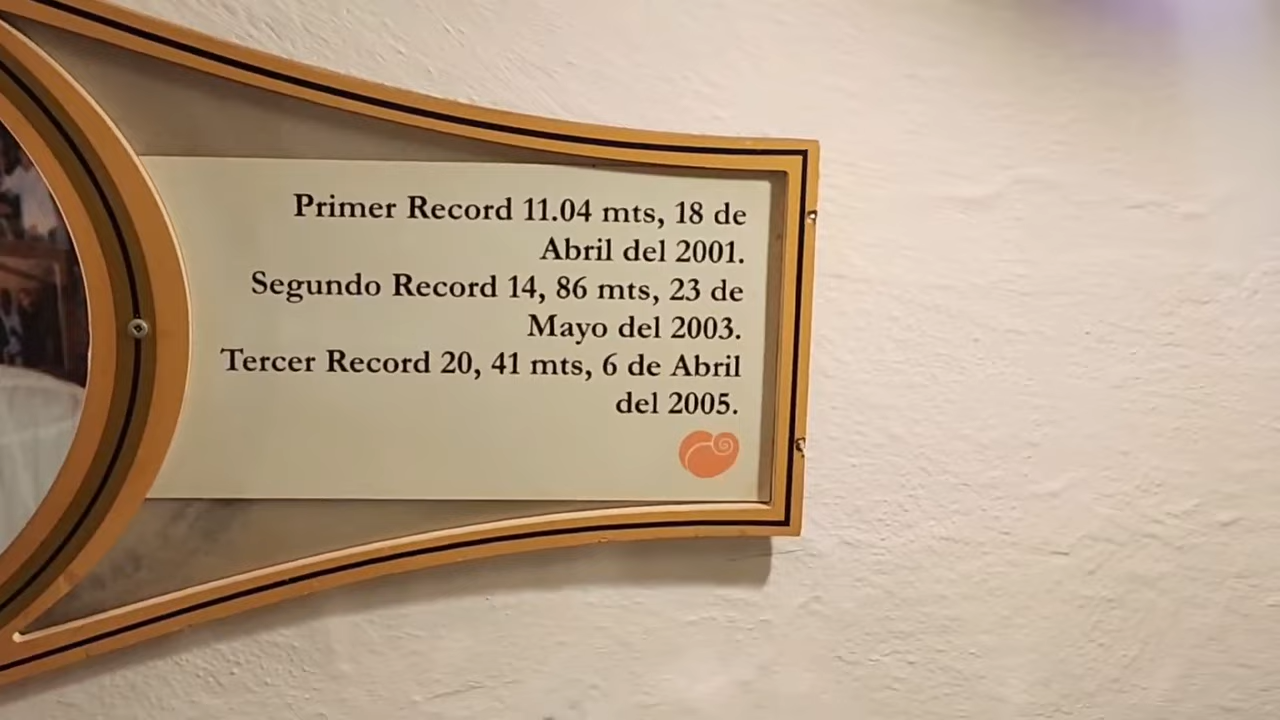 Primer Record 11.04 mts, 18 de
Abril del 2001.
Segundo Record 14, 86 mts, 23 de
Mayo del 2003.
Tercer Record 20, 41 mts, 6 de Abril
del 2005.